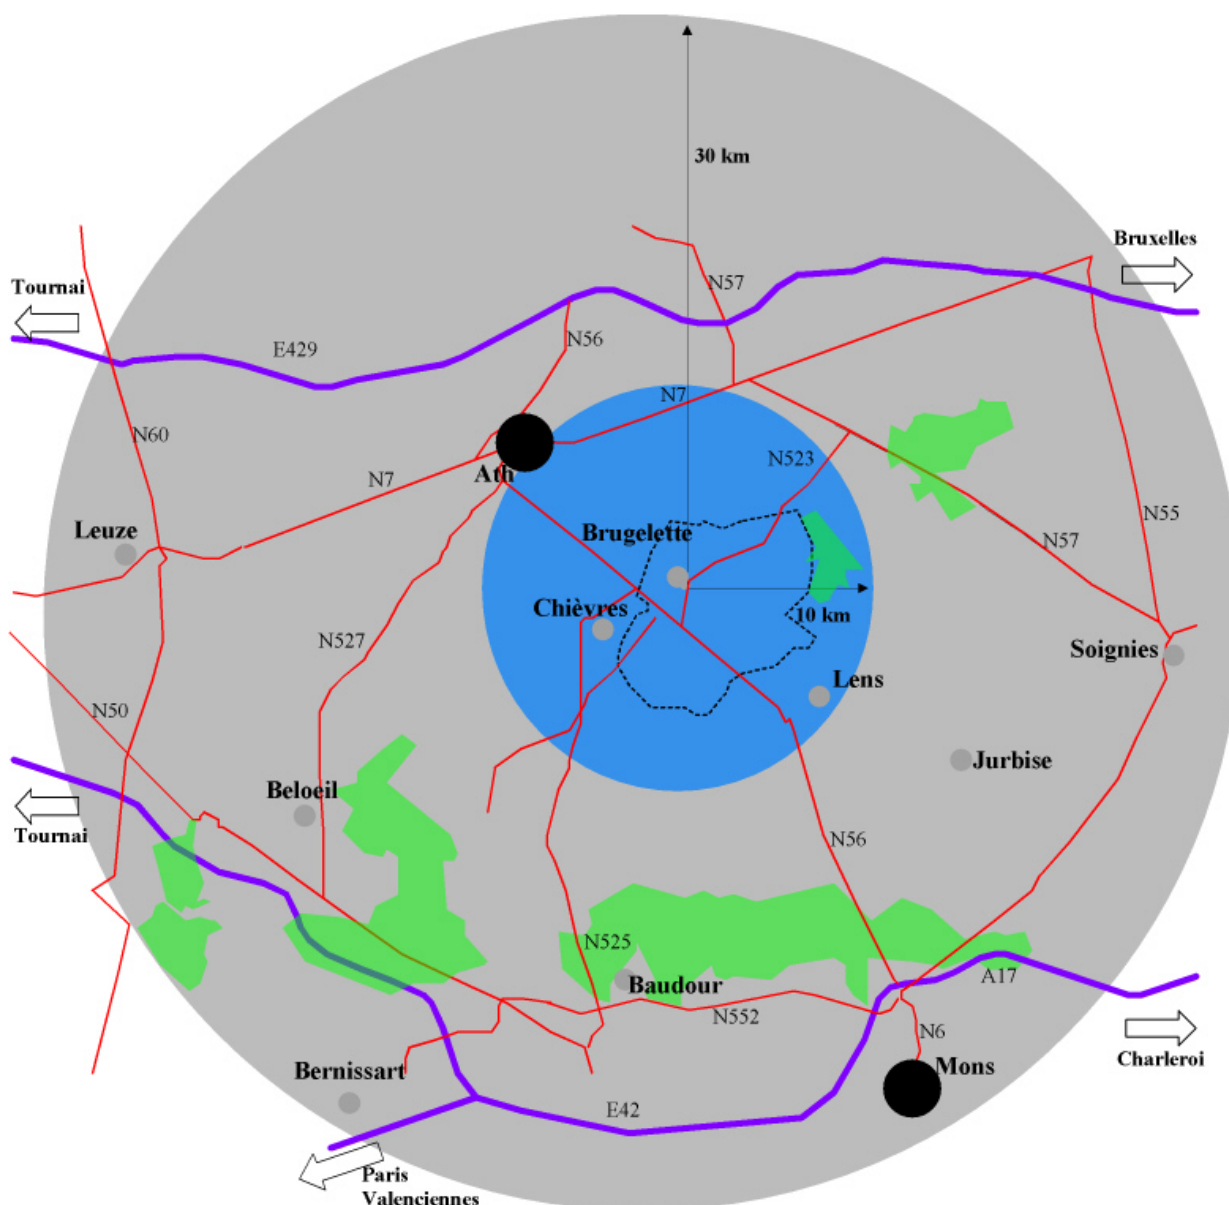 30 km
Bruxelles
Tournai
N57
N56
E429
N7
N60
N523
N7
Ath
Leuze
N55
Brugelette
N57
Chièvres
10 km
N527
Soignies
Lens
N50
Jurbise
Beloeil
Tournai
N56
N525
A17
Baudour
N552
N6
Charleroi
Bernissart
Mons
E42
Paris
Valenciennes